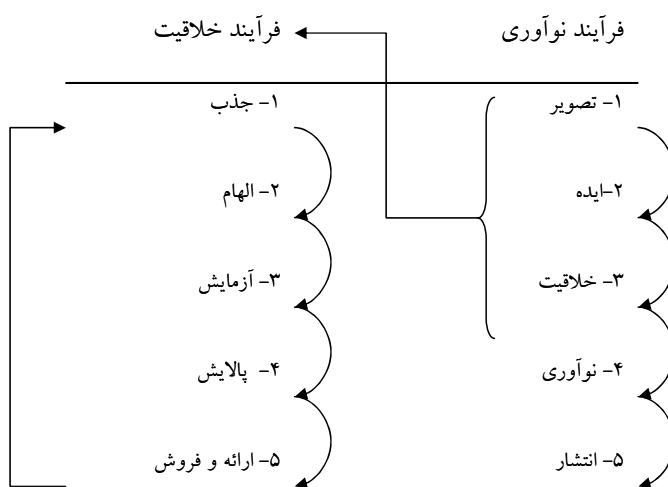 فرآیند نوآوری فرآیند خلاقیت
۱- تصویر ۱- جذب
۲-ایده ۲- الهام
۳- خلاقیت ۳- آزمایش
۴- نوآوری ۴- پالایش
۵- انتشار ۵- ارائه و فروش